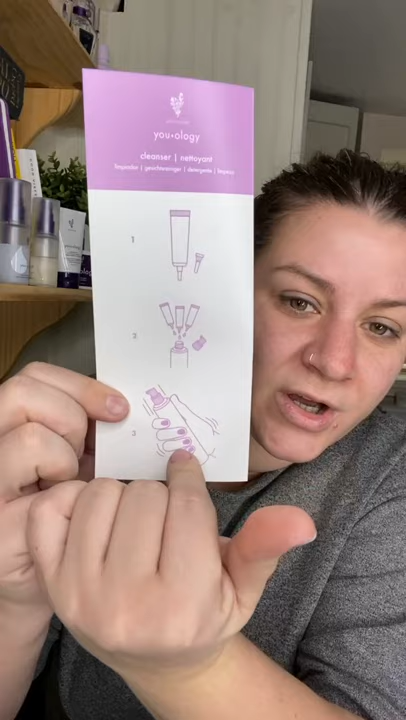 you•ology
cleanser | nettoyant
limpiador | gesichtsreiniger | detergente | limpeza
1
2
3